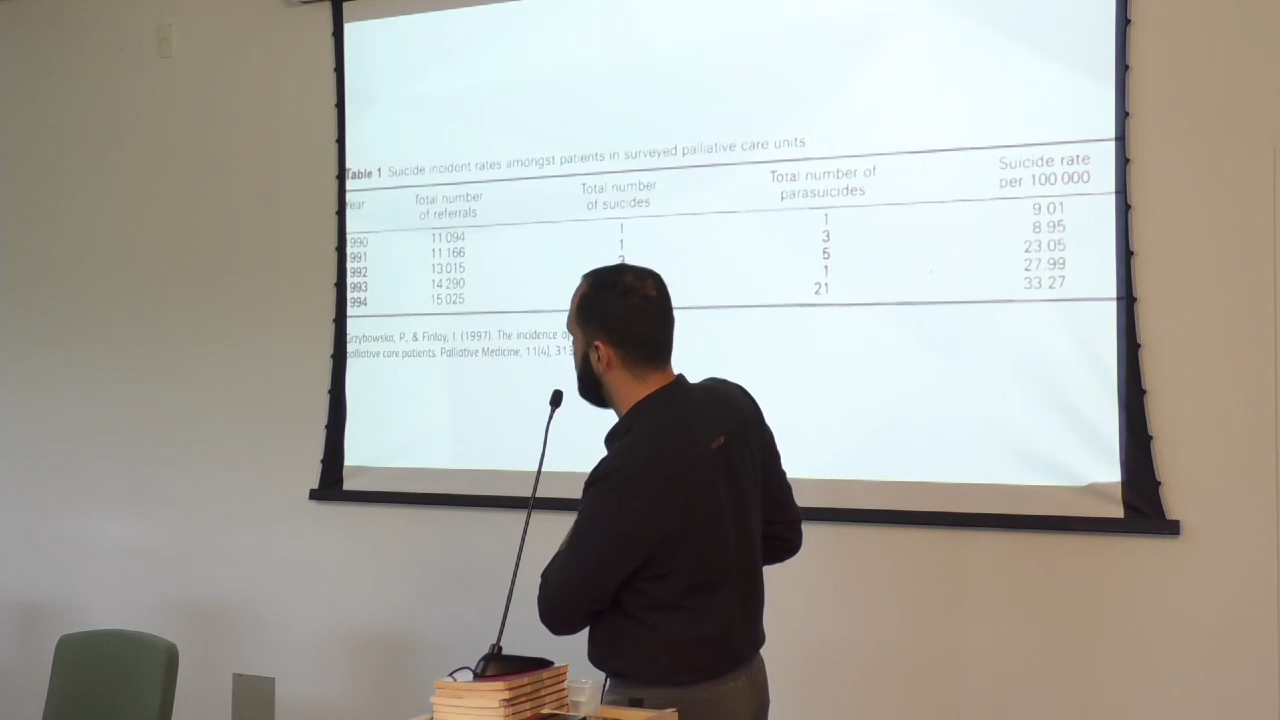 Table 1 Suicide incident rates amongst patients in surveyed palliative care units
Year Total number of referrals Total number of suicides Total number of parasuicides Suicide rate per 100 000
1990 11 094 1 1 9.01
1991 11 166 1 3 8.95
1992 13 015 3 5 23.05
1993 14 290 1 27.99
1994 15 025 21 33.27
Grzybowska, P., & Finlay, I. (1997). The incidence of
palliative care patients. Palliative Medicine, 11(4), 313